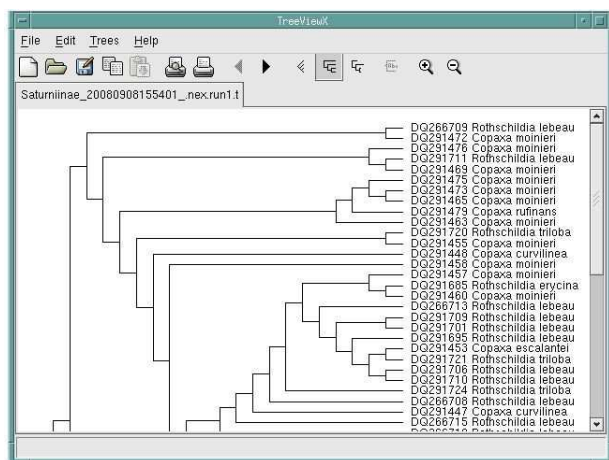 TreeViewX
File Edit Trees Help
Saturniinae_20080908155401_.nex.run1.t
DQ266709 Rothschildia lebeau
DQ291472 Copaxa moinieri
DQ291476 Copaxa moinieri
DQ291711 Rothschildia lebeau
DQ291469 Copaxa moinieri
DQ291475 Copaxa moinieri
DQ291473 Copaxa moinieri
DQ291465 Copaxa moinieri
DQ291479 Copaxa rufinans
DQ291463 Copaxa moinieri
DQ291720 Rothschildia triloba
DQ291455 Copaxa moinieri
DQ291448 Copaxa curvilinea
DQ291458 Copaxa moinieri
DQ291457 Copaxa moinieri
DQ291685 Rothschildia erycina
DQ291460 Copaxa moinieri
DQ266713 Rothschildia lebeau
DQ291709 Rothschildia lebeau
DQ291701 Rothschildia lebeau
DQ291695 Rothschildia lebeau
DQ291453 Copaxa escalantei
DQ291721 Rothschildia triloba
DQ291706 Rothschildia lebeau
DQ291710 Rothschildia lebeau
DQ291724 Rothschildia triloba
DQ266708 Rothschildia lebeau
DQ291447 Copaxa curvilinea
DQ266715 Rothschildia lebeau